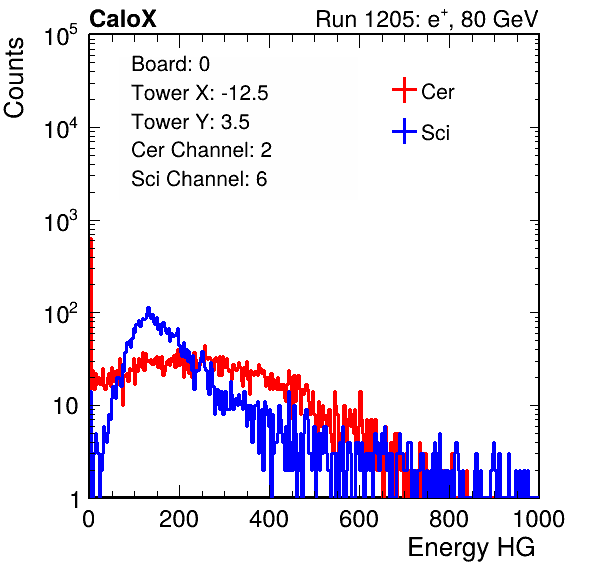 CaloX Run 1205: e+, 80 GeV
Counts
Board: 0
Tower X: -12.5
Tower Y: 3.5
Cer Channel: 2
Sci Channel: 6
Cer
Sci
10^5
10^4
10^3
10^2
10
1
0 200 400 600 800 1000
Energy HG